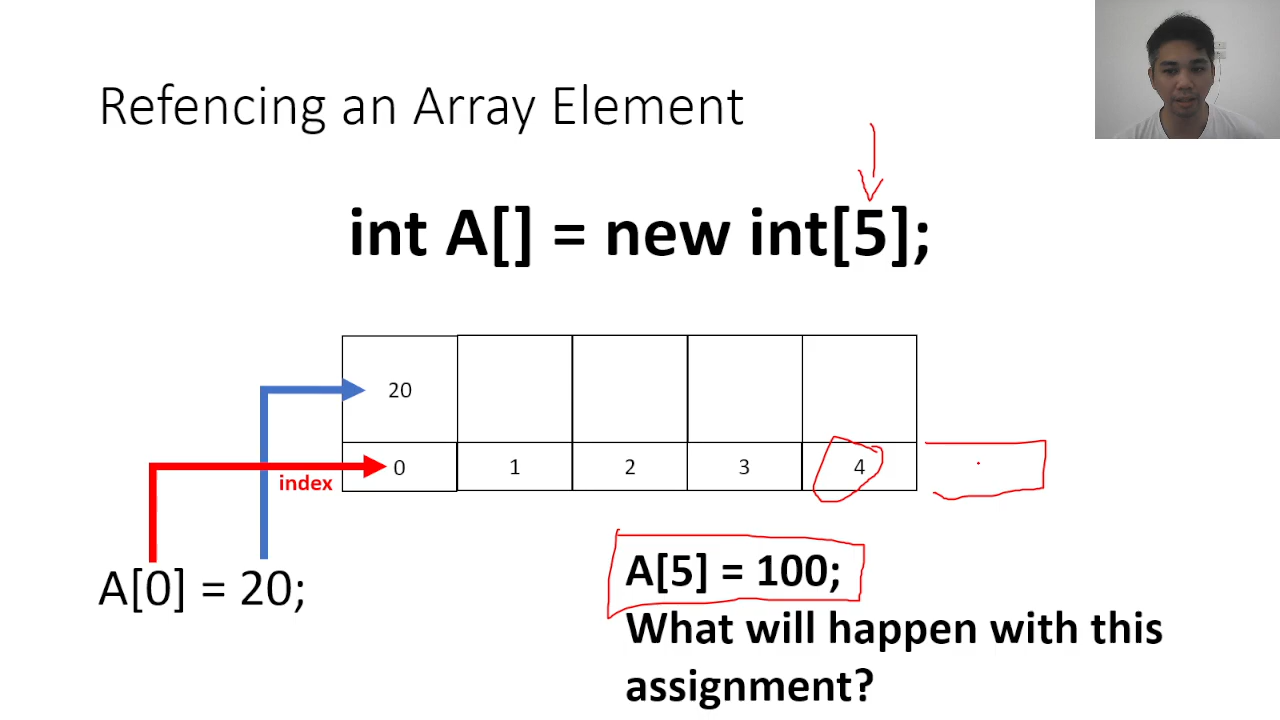 Refencing an Array Element
int A[] = new int[5];
20
0 1 2 3 4
index
A[0] = 20;
A[5] = 100;
What will happen with this
assignment?